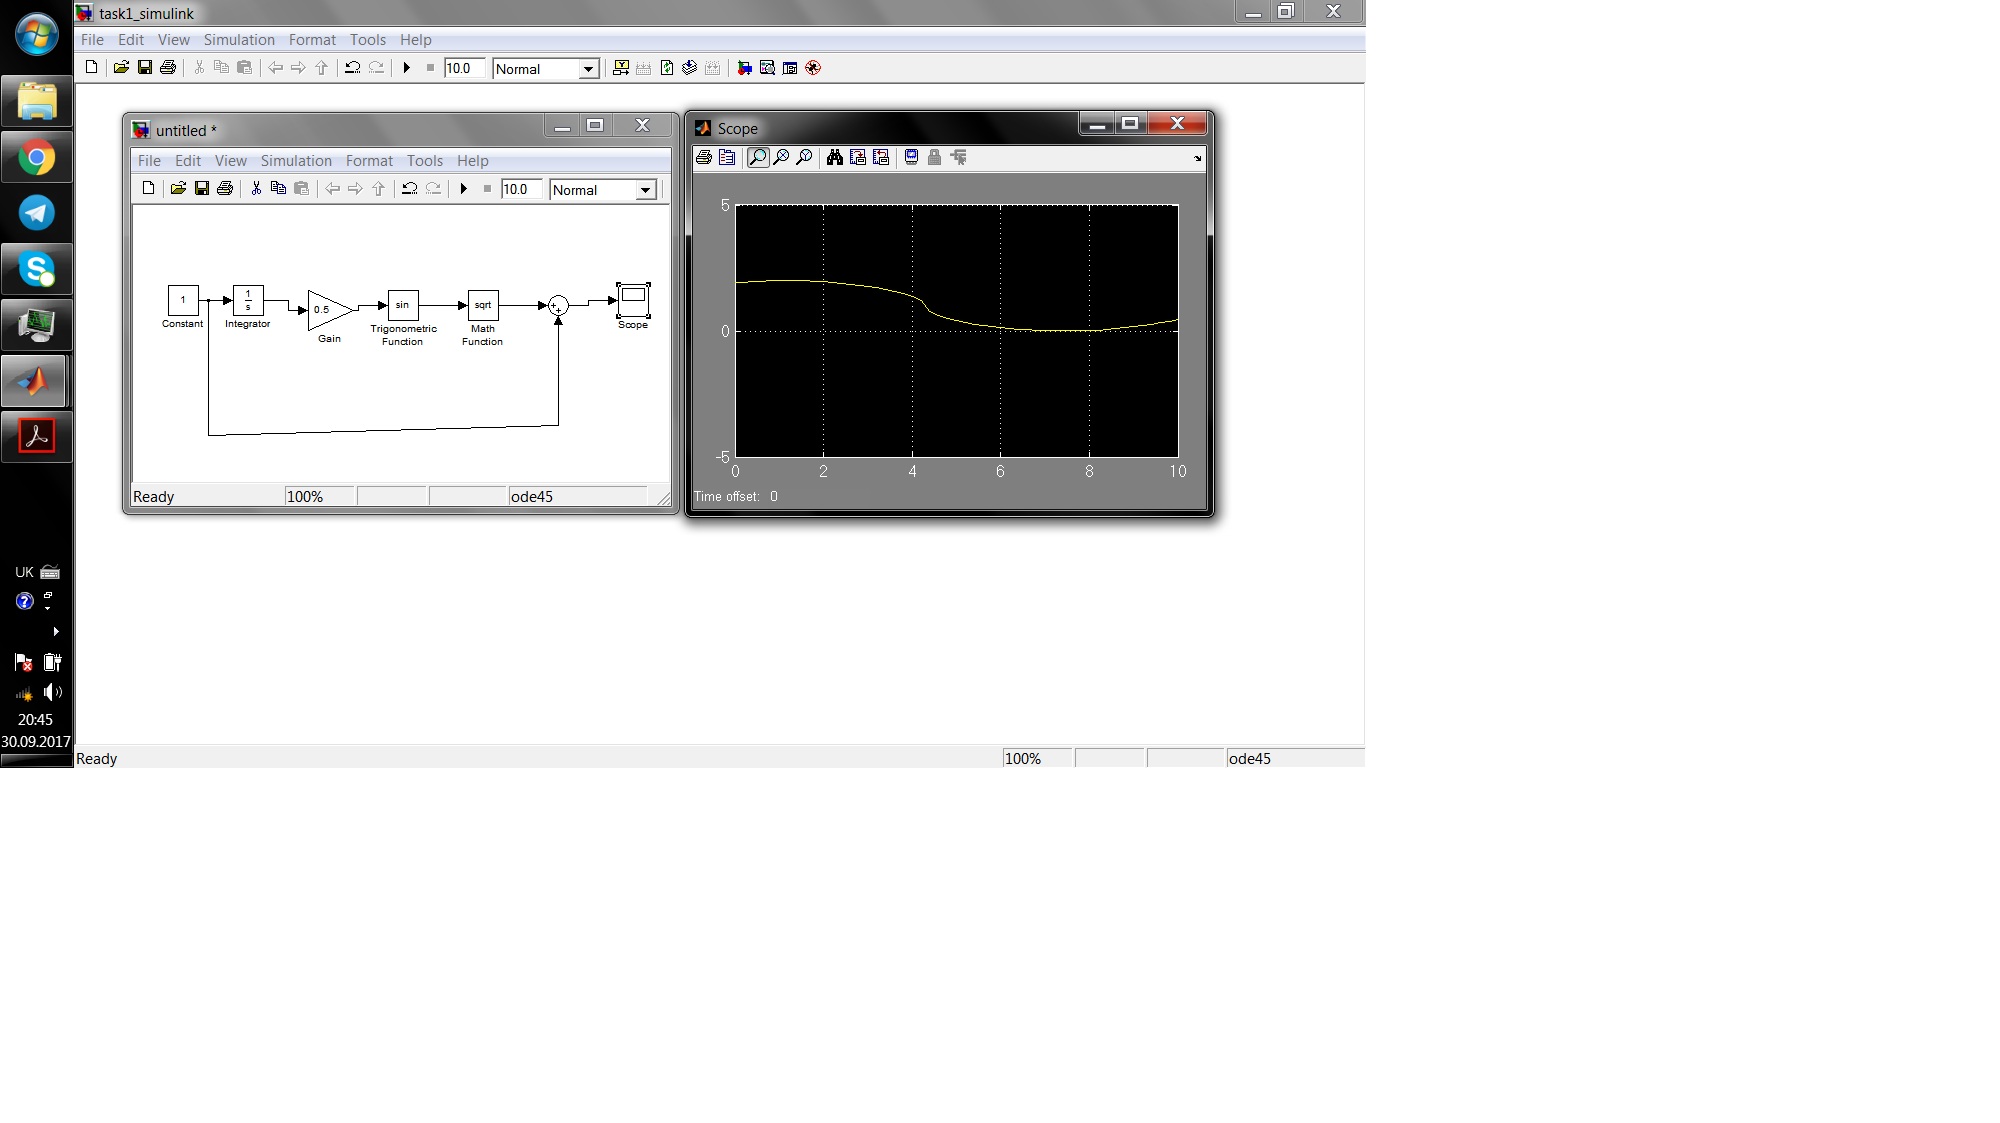 task1_simulink
File Edit View Simulation Format Tools Help
10.0 Normal
untitled *
File Edit View Simulation Format Tools Help
10.0 Normal
1
Constant
1
s
Integrator
0.5
Gain
sin
Trigonometric
Function
sqrt
Math
Function
+
+
Scope
Ready 100% ode45
Scope
5
0
-5
0 2 4 6 8 10
Time offset: 0
UK
20:45
30.09.2017
Ready 100% ode45